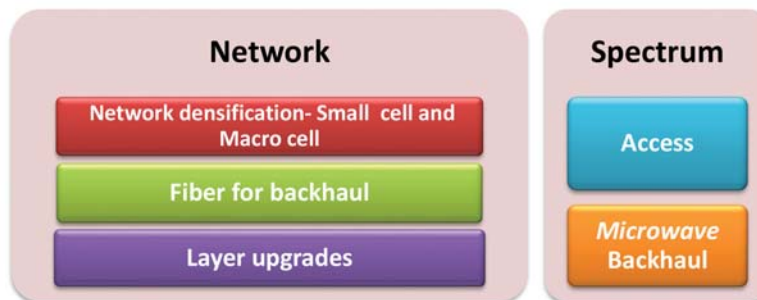 Network
Network densification- Small cell and
Macro cell
Fiber for backhaul
Layer upgrades
Spectrum
Access
Microwave
Backhaul